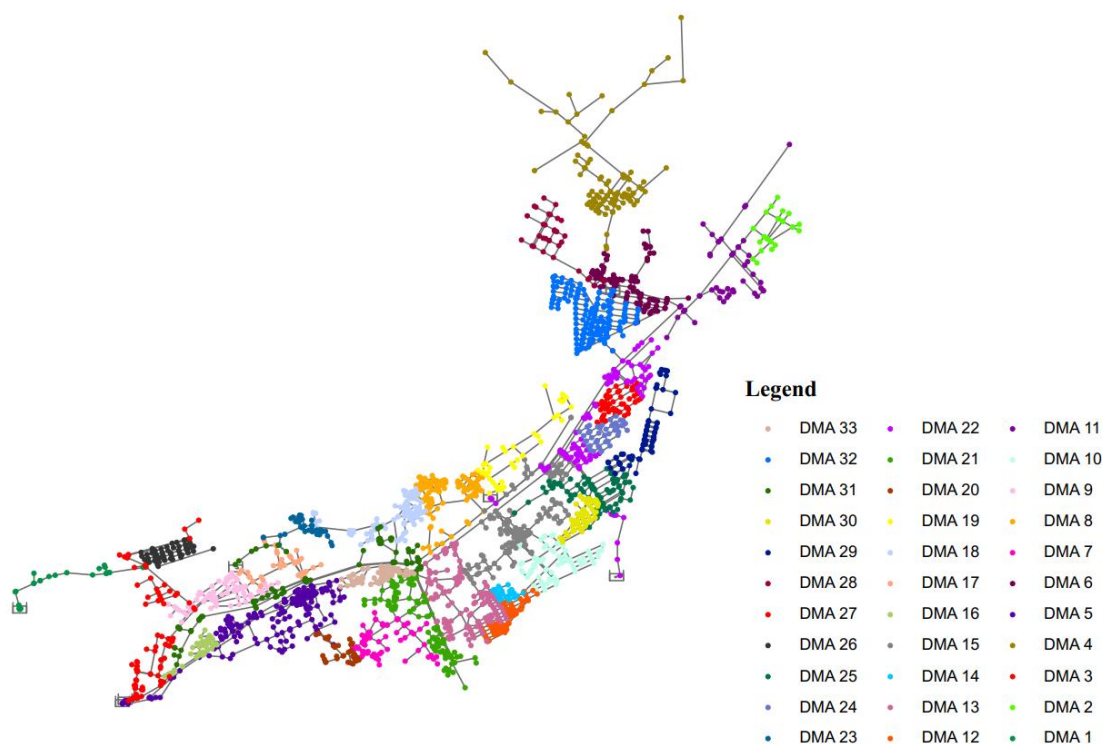 Legend
DMA 33 DMA 22 DMA 11
DMA 32 DMA 21 DMA 10
DMA 31 DMA 20 DMA 9
DMA 30 DMA 19 DMA 8
DMA 29 DMA 18 DMA 7
DMA 28 DMA 17 DMA 6
DMA 27 DMA 16 DMA 5
DMA 26 DMA 15 DMA 4
DMA 25 DMA 14 DMA 3
DMA 24 DMA 13 DMA 2
DMA 23 DMA 12 DMA 1